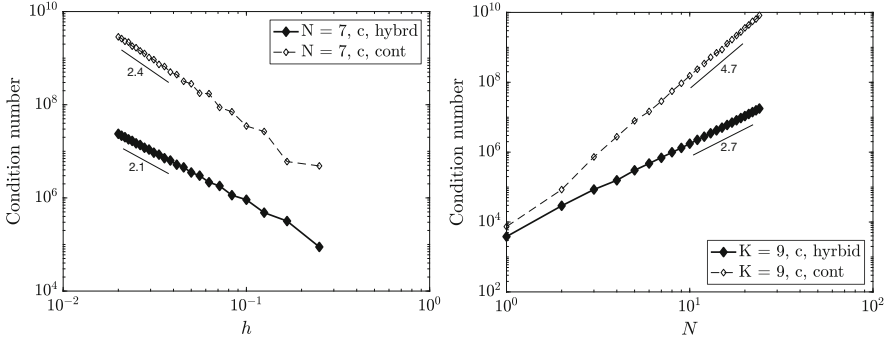 10^10
10^8
10^6
10^4
Condition number
2.4
2.1
N = 7, c, hybrd
N = 7, c, cont
10^-2
10^-1
10^0
h
10^10
10^8
10^6
10^4
10^2
Condition number
4.7
2.7
K = 9, c, hyrbid
K = 9, c, cont
10^0
10^1
10^2
N